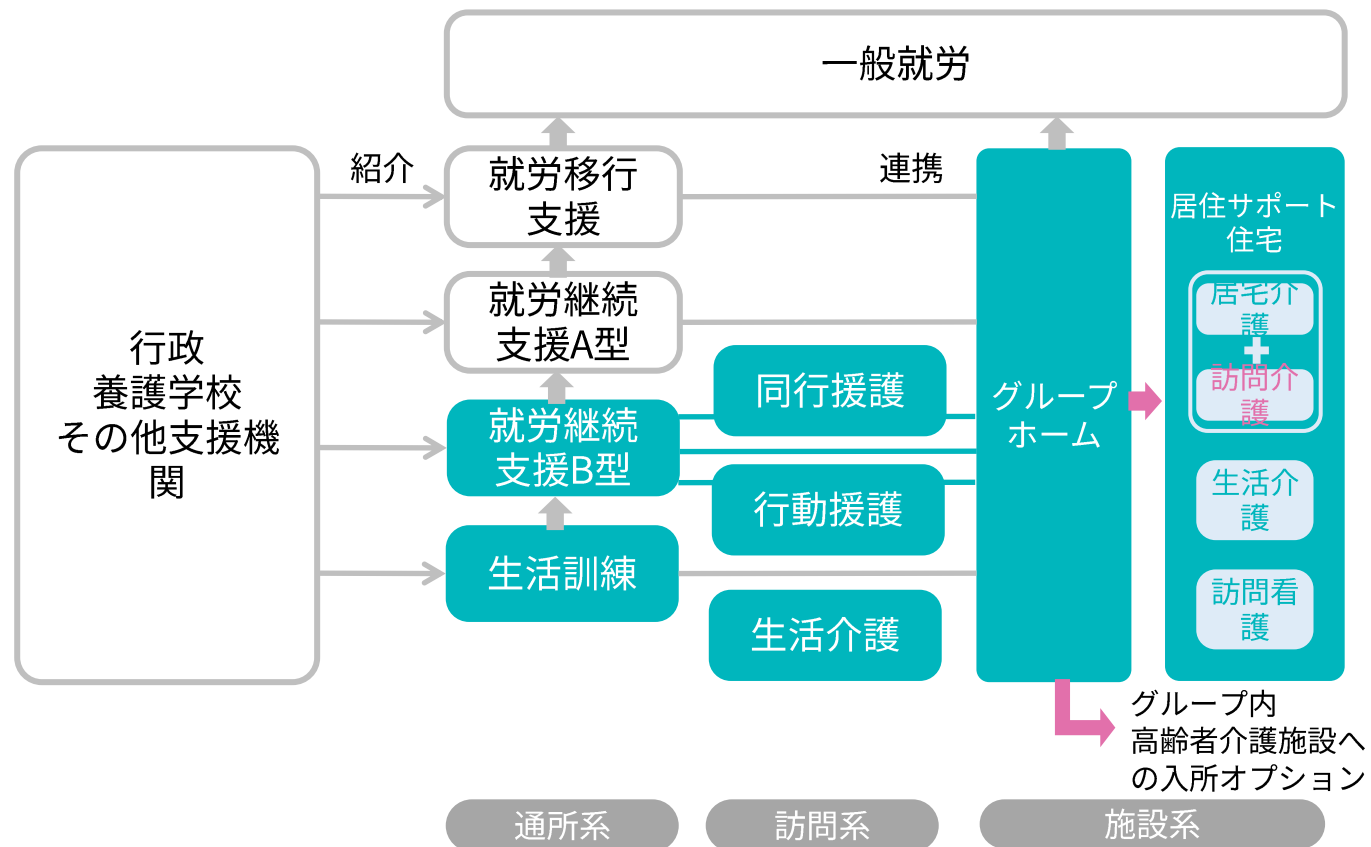 一般就労
行政
養護学校
その他支援機
関
紹介
就労移行
支援
就労継続
支援A型
就労継続
支援B型
生活訓練
同行援護
行動援護
生活介護
連携
グループ
ホーム
居住サポート
住宅
居宅介
護
訪問介
護
生活介
護
訪問看
護
グループ内
高齢者介護施設へ
の入所オプション
通所系
訪問系
施設系